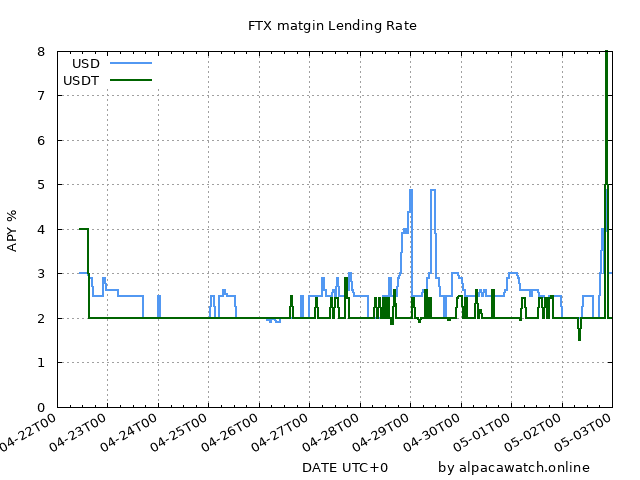 FTX matgin Lending Rate
USD
USDT
8
7
6
5
4
3
2
1
0
APY %
04-22T00
04-23T00
04-24T00
04-25T00
04-26T00
04-27T00
04-28T00
04-29T00
04-30T00
05-01T00
05-02T00
05-03T00
DATE UTC+0
by alpacawatch.online